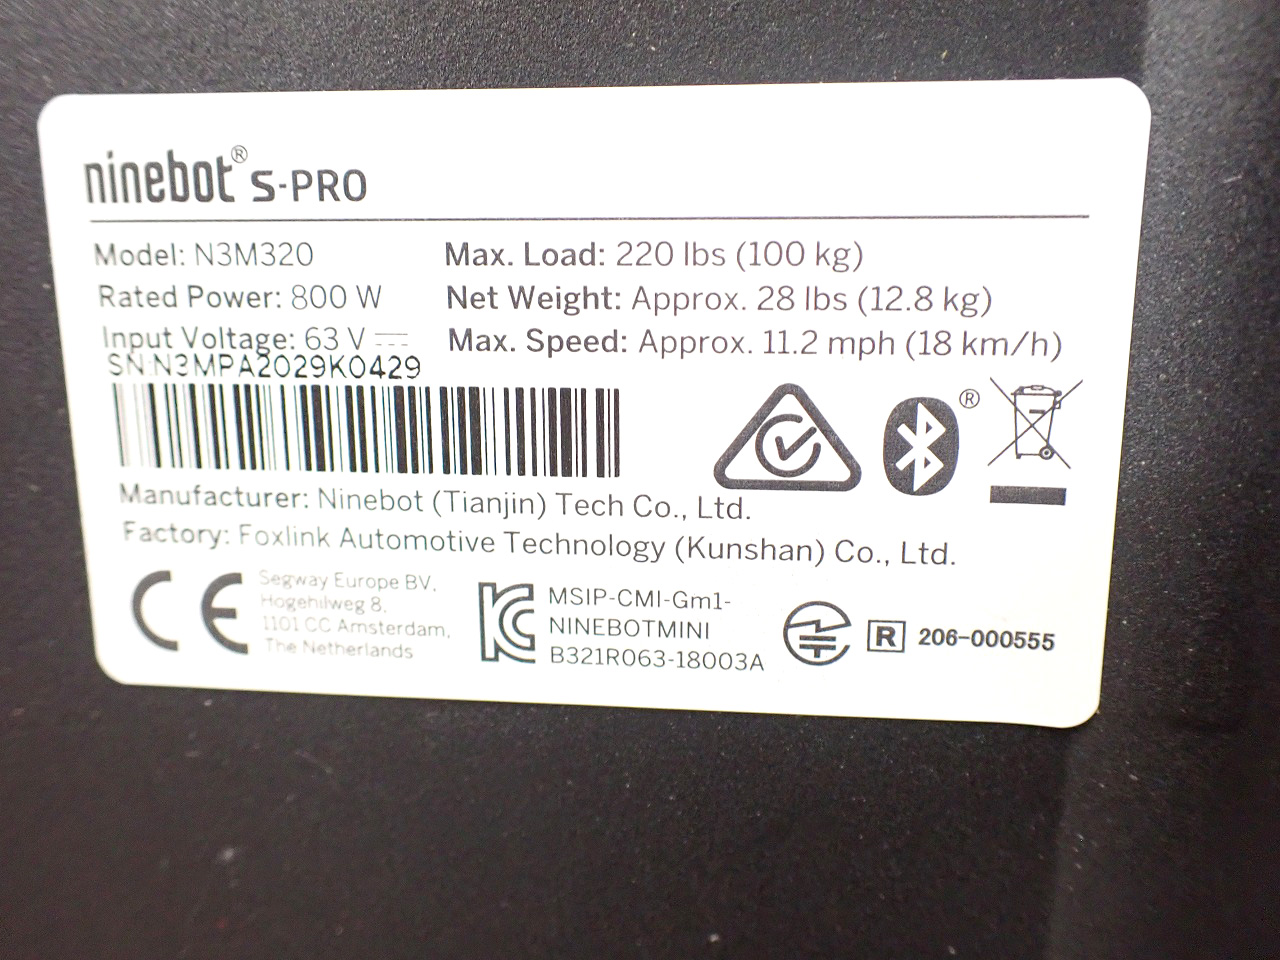 ninebot® S-PRO
Model: N3M320
Rated Power: 800 W
Input Voltage: 63 V
SN:N3MPA2029K0429
Max. Load: 220 lbs (100 kg)
Net Weight: Approx. 28 lbs (12.8 kg)
Max. Speed: Approx. 11.2 mph (18 km/h)
®
Manufacturer: Ninebot (Tianjin) Tech Co., Ltd.
Factory: Foxlink Automotive Technology (Kunshan) Co., Ltd.
CE
Segway Europe BV,
Hogehilweg 8,
1101 CC Amsterdam,
The Netherlands
KC
MSIP-CMI-Gm1-
NINEBOTMINI
B321R063-18003A
R 206-000555